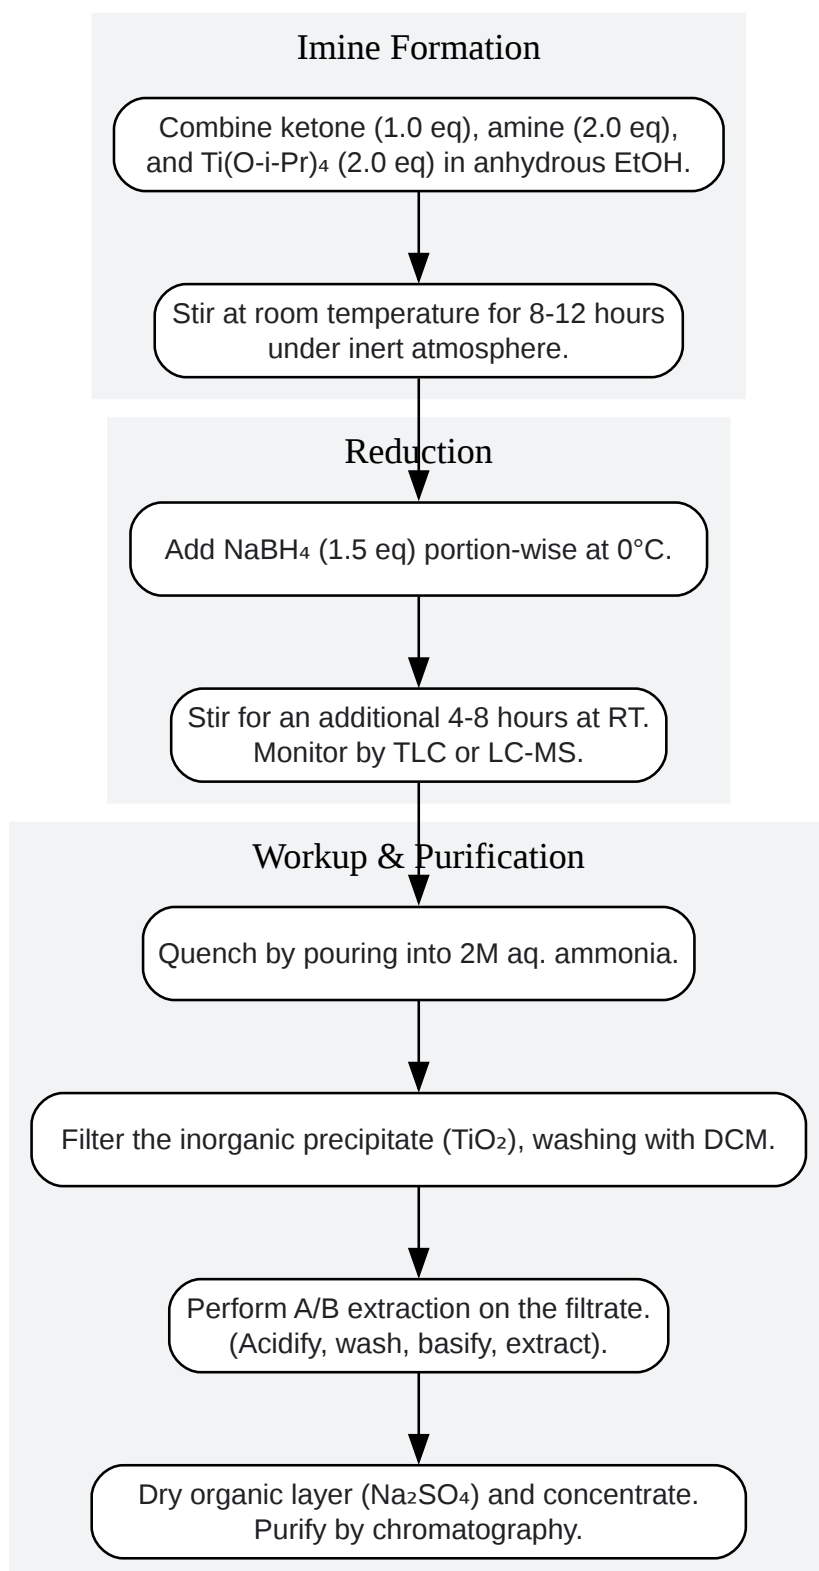 Imine Formation
Combine ketone (1.0 eq), amine (2.0 eq),
and Ti(O-i-Pr)₄ (2.0 eq) in anhydrous EtOH.
Stir at room temperature for 8-12 hours
under inert atmosphere.
Reduction
Add NaBH₄ (1.5 eq) portion-wise at 0°C.
Stir for an additional 4-8 hours at RT.
Monitor by TLC or LC-MS.
Workup & Purification
Quench by pouring into 2M aq. ammonia.
Filter the inorganic precipitate (TiO₂), washing with DCM.
Perform A/B extraction on the filtrate.
(Acidify, wash, basify, extract).
Dry organic layer (Na₂SO₄) and concentrate.
Purify by chromatography.